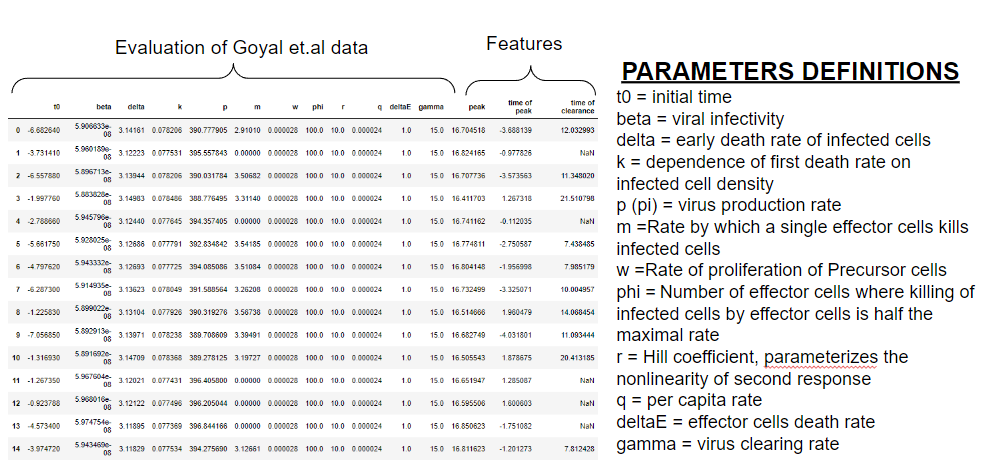 Evaluation of Goyal et.al data
Features
t0 beta delta k p m w phi r q deltaE gamma peak time of peak time of clearance
0 -6.682640 5.906633e-08 3.14161 0.078206 390.777905 2.91010 0.000028 100.0 10.0 0.000024 1.0 15.0 16.704518 -3.688139 12.032993
1 -3.731410 5.960189e-08 3.12223 0.077531 395.557843 0.00000 0.000028 100.0 10.0 0.000024 1.0 15.0 16.824165 -0.977826 NaN
2 -6.557880 5.896713e-08 3.13944 0.078206 390.031784 3.50682 0.000028 100.0 10.0 0.000024 1.0 15.0 16.707736 -3.573563 11.348020
3 -1.997760 5.883828e-08 3.14983 0.078486 388.776495 3.31140 0.000028 100.0 10.0 0.000024 1.0 15.0 16.411703 1.267318 21.510798
4 -2.788660 5.945796e-08 3.12440 0.077645 394.357405 0.00000 0.000028 100.0 10.0 0.000024 1.0 15.0 16.741162 -0.112035 NaN
5 -5.661750 5.928025e-08 3.12686 0.077791 392.834842 3.54185 0.000028 100.0 10.0 0.000024 1.0 15.0 16.774811 -2.750587 7.438485
6 -4.797620 5.943332e-08 3.12693 0.077725 394.085086 3.51084 0.000028 100.0 10.0 0.000024 1.0 15.0 16.804148 -1.956998 7.985179
7 -6.287300 5.914935e-08 3.13623 0.078049 391.588564 3.26208 0.000028 100.0 10.0 0.000024 1.0 15.0 16.732499 -3.325071 10.004957
8 -1.225830 5.899022e-08 3.13104 0.077926 390.319276 3.56738 0.000028 100.0 10.0 0.000024 1.0 15.0 16.514666 1.960479 14.068454
9 -7.056850 5.892913e-08 3.13971 0.078238 389.708609 3.39491 0.000028 100.0 10.0 0.000024 1.0 15.0 16.682749 -4.031801 11.093444
10 -1.316930 5.891692e-08 3.14709 0.078368 389.278125 3.19727 0.000028 100.0 10.0 0.000024 1.0 15.0 16.505543 1.878675 20.413185
11 -1.267350 5.967604e-08 3.12021 0.077431 396.405800 0.00000 0.000028 100.0 10.0 0.000024 1.0 15.0 16.651947 1.285087 NaN
12 -0.923788 5.968016e-08 3.12122 0.077496 396.205044 0.00000 0.000028 100.0 10.0 0.000024 1.0 15.0 16.595506 1.600603 NaN
13 -4.573400 5.974754e-08 3.11895 0.077369 396.844166 0.00000 0.000028 100.0 10.0 0.000024 1.0 15.0 16.850623 -1.751082 NaN
14 -3.974720 5.943469e-08 3.11829 0.077534 394.275690 3.12661 0.000028 100.0 10.0 0.000024 1.0 15.0 16.811623 -1.201273 7.812428
PARAMETERS DEFINITIONS
t0 = initial time
beta = viral infectivity
delta = early death rate of infected cells
k = dependence of first death rate on
infected cell density
p (pi) = virus production rate
m =Rate by which a single effector cells kills
infected cells
w =Rate of proliferation of Precursor cells
phi = Number of effector cells where killing of
infected cells by effector cells is half the
maximal rate
r = Hill coefficient, parameterizes the
nonlinearity of second response
q = per capita rate
deltaE = effector cells death rate
gamma = virus clearing rate